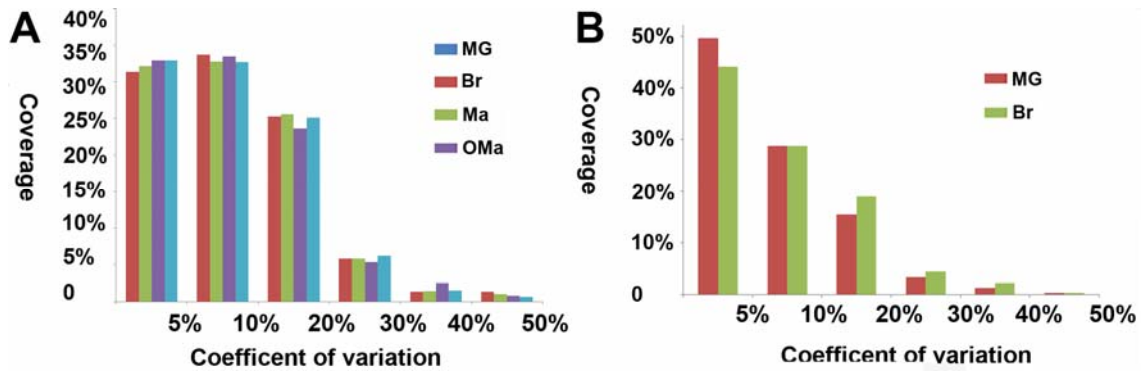 A
40%
35%
30%
25%
20%
15%
10%
5%
0
Coverage
MG
Br
Ma
OMa
5% 10% 20% 30% 40% 50%
Coefficent of variation
B
50%
40%
30%
20%
10%
0
Coverage
MG
Br
5% 10% 20% 30% 40% 50%
Coefficent of variation